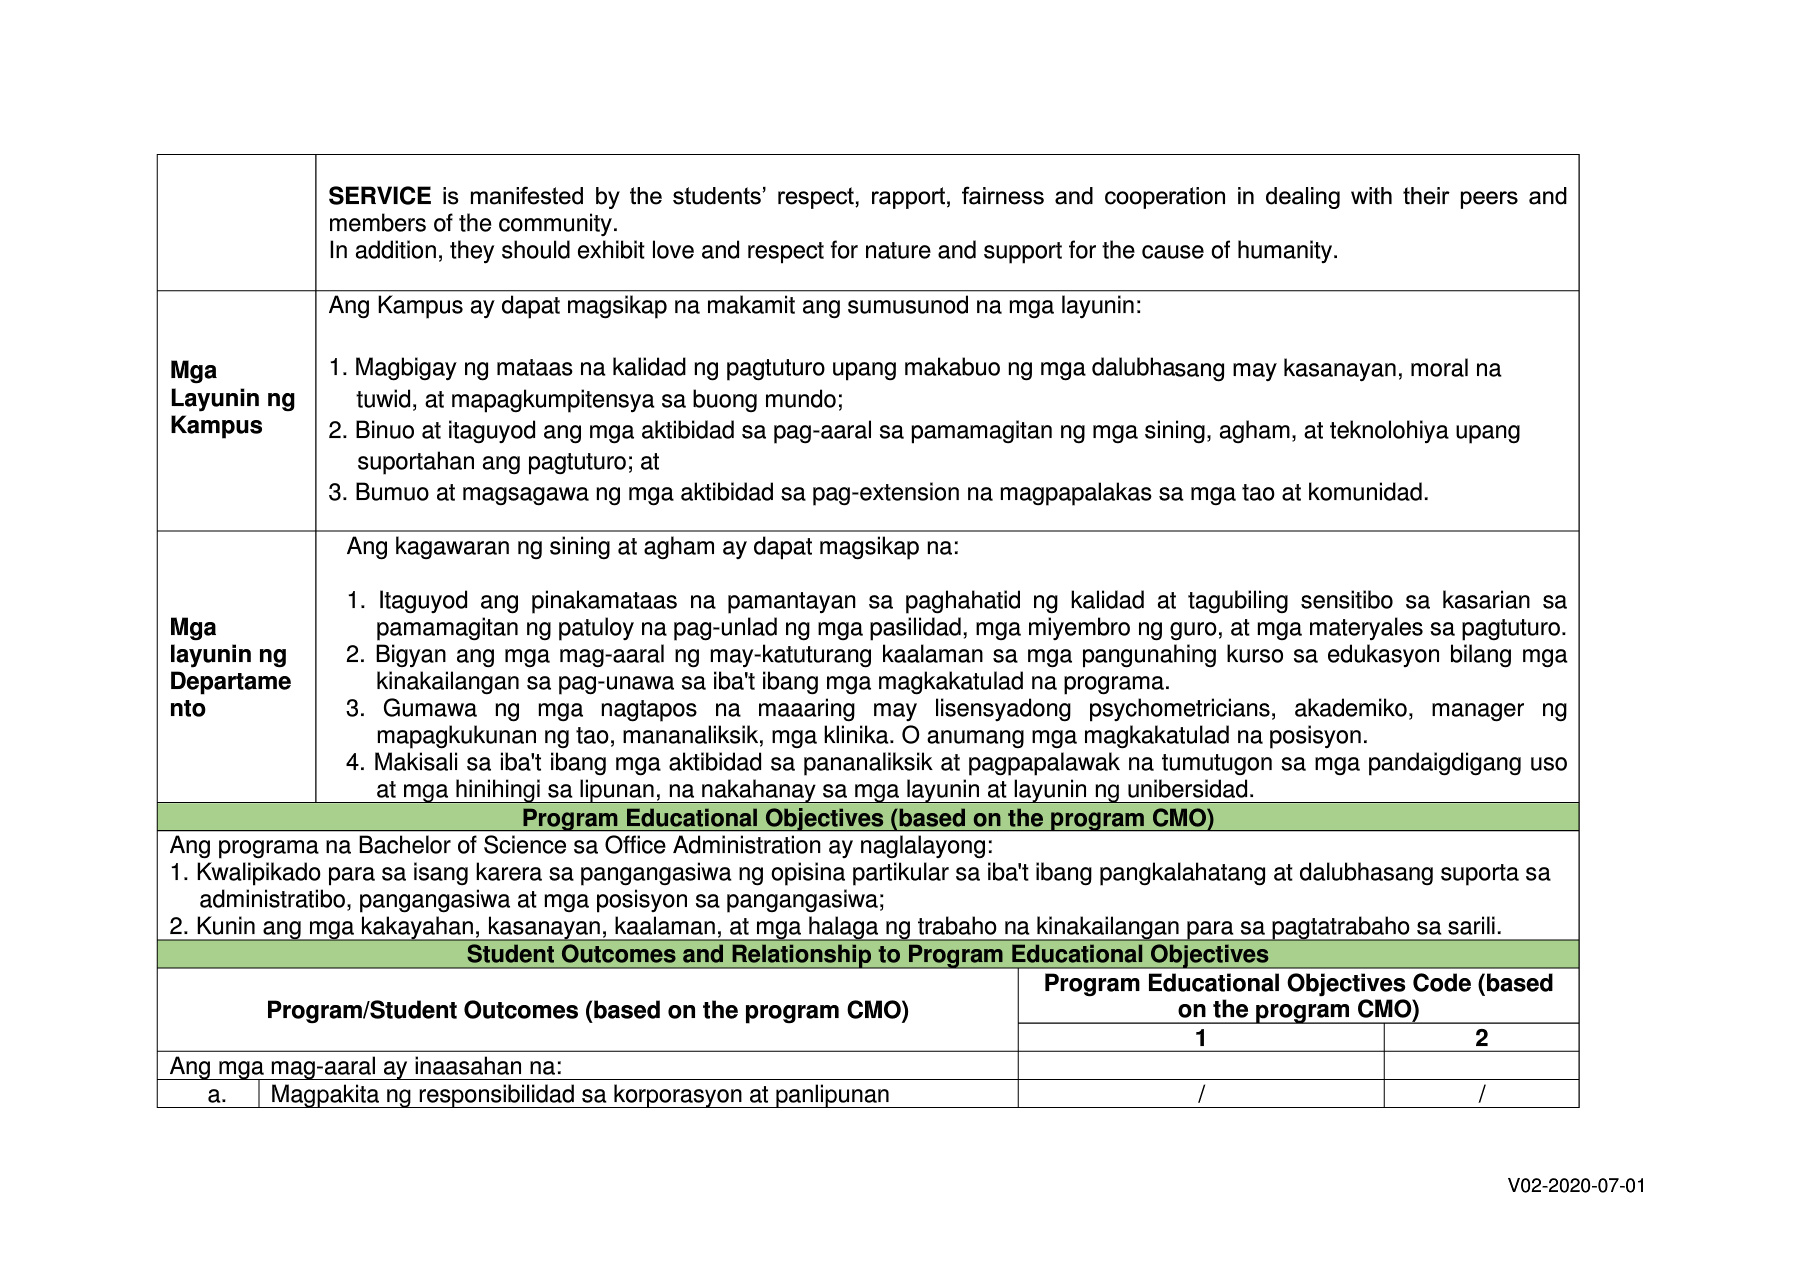 SERVICE is manifested by the students’ respect, rapport, fairness and cooperation in dealing with their peers and
members of the community.
In addition, they should exhibit love and respect for nature and support for the cause of humanity.
Mga
Layunin ng
Kampus
Ang Kampus ay dapat magsikap na makamit ang sumusunod na mga layunin:
1. Magbigay ng mataas na kalidad ng pagtuturo upang makabuo ng mga dalubhasang may kasanayan, moral na
tuwid, at mapagkumpitensya sa buong mundo;
2. Binuo at itaguyod ang mga aktibidad sa pag-aaral sa pamamagitan ng mga sining, agham, at teknolohiya upang
suportahan ang pagtuturo; at
3. Bumuo at magsagawa ng mga aktibidad sa pag-extension na magpapalakas sa mga tao at komunidad.
Mga
layunin ng
Departame
nto
Ang kagawaran ng sining at agham ay dapat magsikap na:
1. Itaguyod ang pinakamataas na pamantayan sa paghahatid ng kalidad at tagubiling sensitibo sa kasarian sa
pamamagitan ng patuloy na pag-unlad ng mga pasilidad, mga miyembro ng guro, at mga materyales sa pagtuturo.
2. Bigyan ang mga mag-aaral ng may-katuturang kaalaman sa mga pangunahing kurso sa edukasyon bilang mga
kinakailangan sa pag-unawa sa iba't ibang mga magkakatulad na programa.
3. Gumawa ng mga nagtapos na maaaring may lisensyadong psychometricians, akademiko, manager ng
mapagkukunan ng tao, mananaliksik, mga klinika. O anumang mga magkakatulad na posisyon.
4. Makisali sa iba't ibang mga aktibidad sa pananaliksik at pagpapalawak na tumutugon sa mga pandaigdigang uso
at mga hinihingi sa lipunan, na nakahanay sa mga layunin at layunin ng unibersidad.
Program Educational Objectives (based on the program CMO)
Ang programa na Bachelor of Science sa Office Administration ay naglalayong:
1. Kwalipikado para sa isang karera sa pangangasiwa ng opisina partikular sa iba't ibang pangkalahatang at dalubhasang suporta sa
administratibo, pangangasiwa at mga posisyon sa pangangasiwa;
2. Kunin ang mga kakayahan, kasanayan, kaalaman, at mga halaga ng trabaho na kinakailangan para sa pagtatrabaho sa sarili.
Student Outcomes and Relationship to Program Educational Objectives
Program/Student Outcomes (based on the program CMO)
Program Educational Objectives Code (based
on the program CMO)
1 2
Ang mga mag-aaral ay inaasahan na:
a. Magpakita ng responsibilidad sa korporasyon at panlipunan / /
V02-2020-07-01